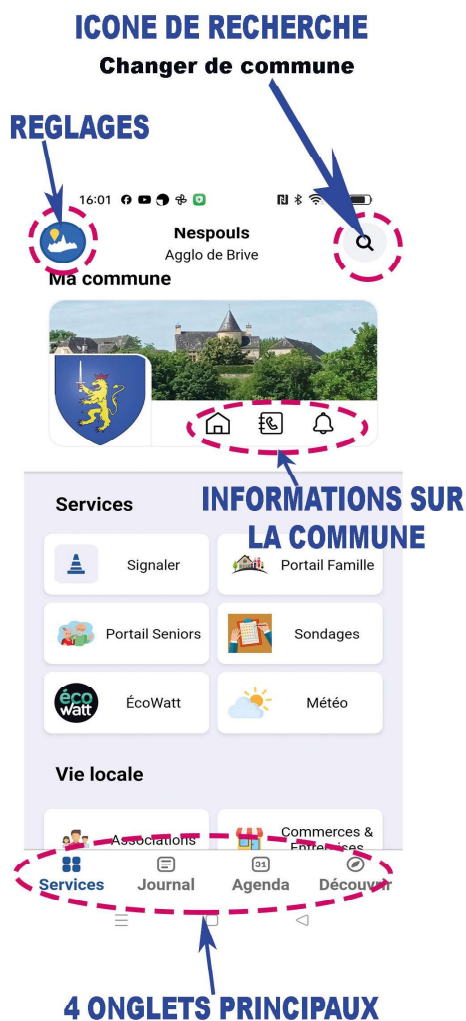 ICONE DE RECHERCHE
Changer de commune
REGLAGES
16:01
Nespouls
Agglo de Brive
Ma commune
INFORMATIONS SUR
LA COMMUNE
Services
Signaler
Portail Famille
Portail Seniors
Sondages
éco
watt
ÉcoWatt
Météo
Vie locale
Associations
Commerces &
Entreprises
Services
Journal
Agenda
Découvrir
4 ONGLETS PRINCIPAUX